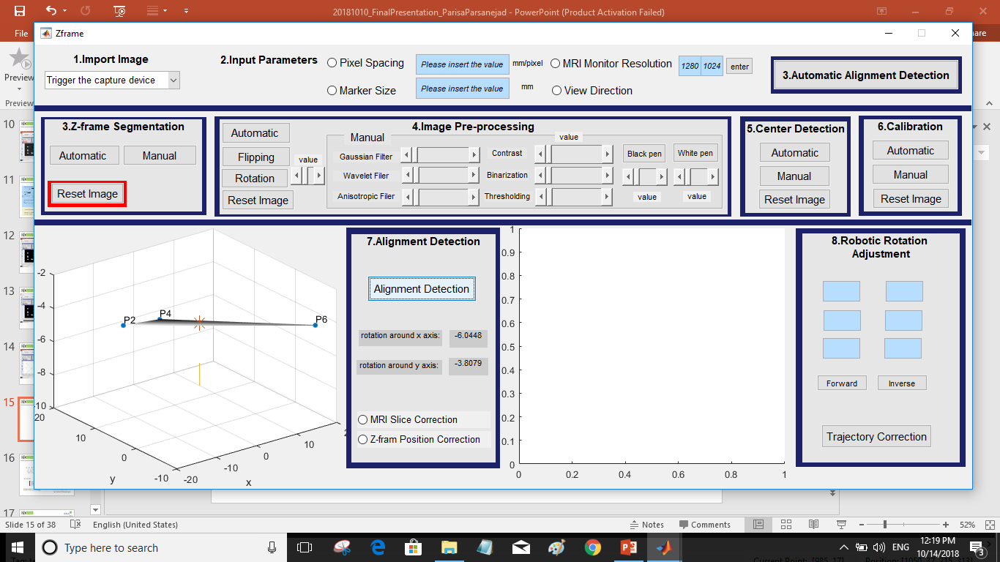 20181010_FinalPresentation_ParisaParsanejad - PowerPoint (Product Activation Failed)
File
Zframe
1.Import Image
Trigger the capture device
2.Input Parameters
Pixel Spacing
Please insert the value
mm/pixel
MRI Monitor Resolution
1280
1024
enter
Marker Size
Please insert the value
mm
View Direction
3.Automatic Alignment Detection
Preview
Preview
3.Z-frame Segmentation
Automatic
Manual
Reset Image
4.Image Pre-processing
Automatic
Flipping
Rotation
Reset Image
value
Manual
value
Gaussian Filter
Wavelet Filer
Anisotropic Filer
Contrast
Binarization
Thresholding
Black pen
White pen
value
value
5.Center Detection
Automatic
Manual
Reset Image
6.Calibration
Automatic
Manual
Reset Image
10
11
12
13
14
15
16
17
-2
-4
-6
-8
-10
20
10
0
-10
-20
-10
0
10
y
x
P2
P4
P6
7.Alignment Detection
Alignment Detection
rotation around x axis:
-6.0448
rotation around y axis:
-3.8079
MRI Slice Correction
Z-fram Position Correction
1
0.9
0.8
0.7
0.6
0.5
0.4
0.3
0.2
0.1
0
0
0.2
0.4
0.6
0.8
1
8.Robotic Rotation
Adjustment
Forward
Inverse
Trajectory Correction
Slide 15 of 38
English (United States)
Notes
Comments
52%
Type here to search
ENG
12:19 PM
10/14/2018
3